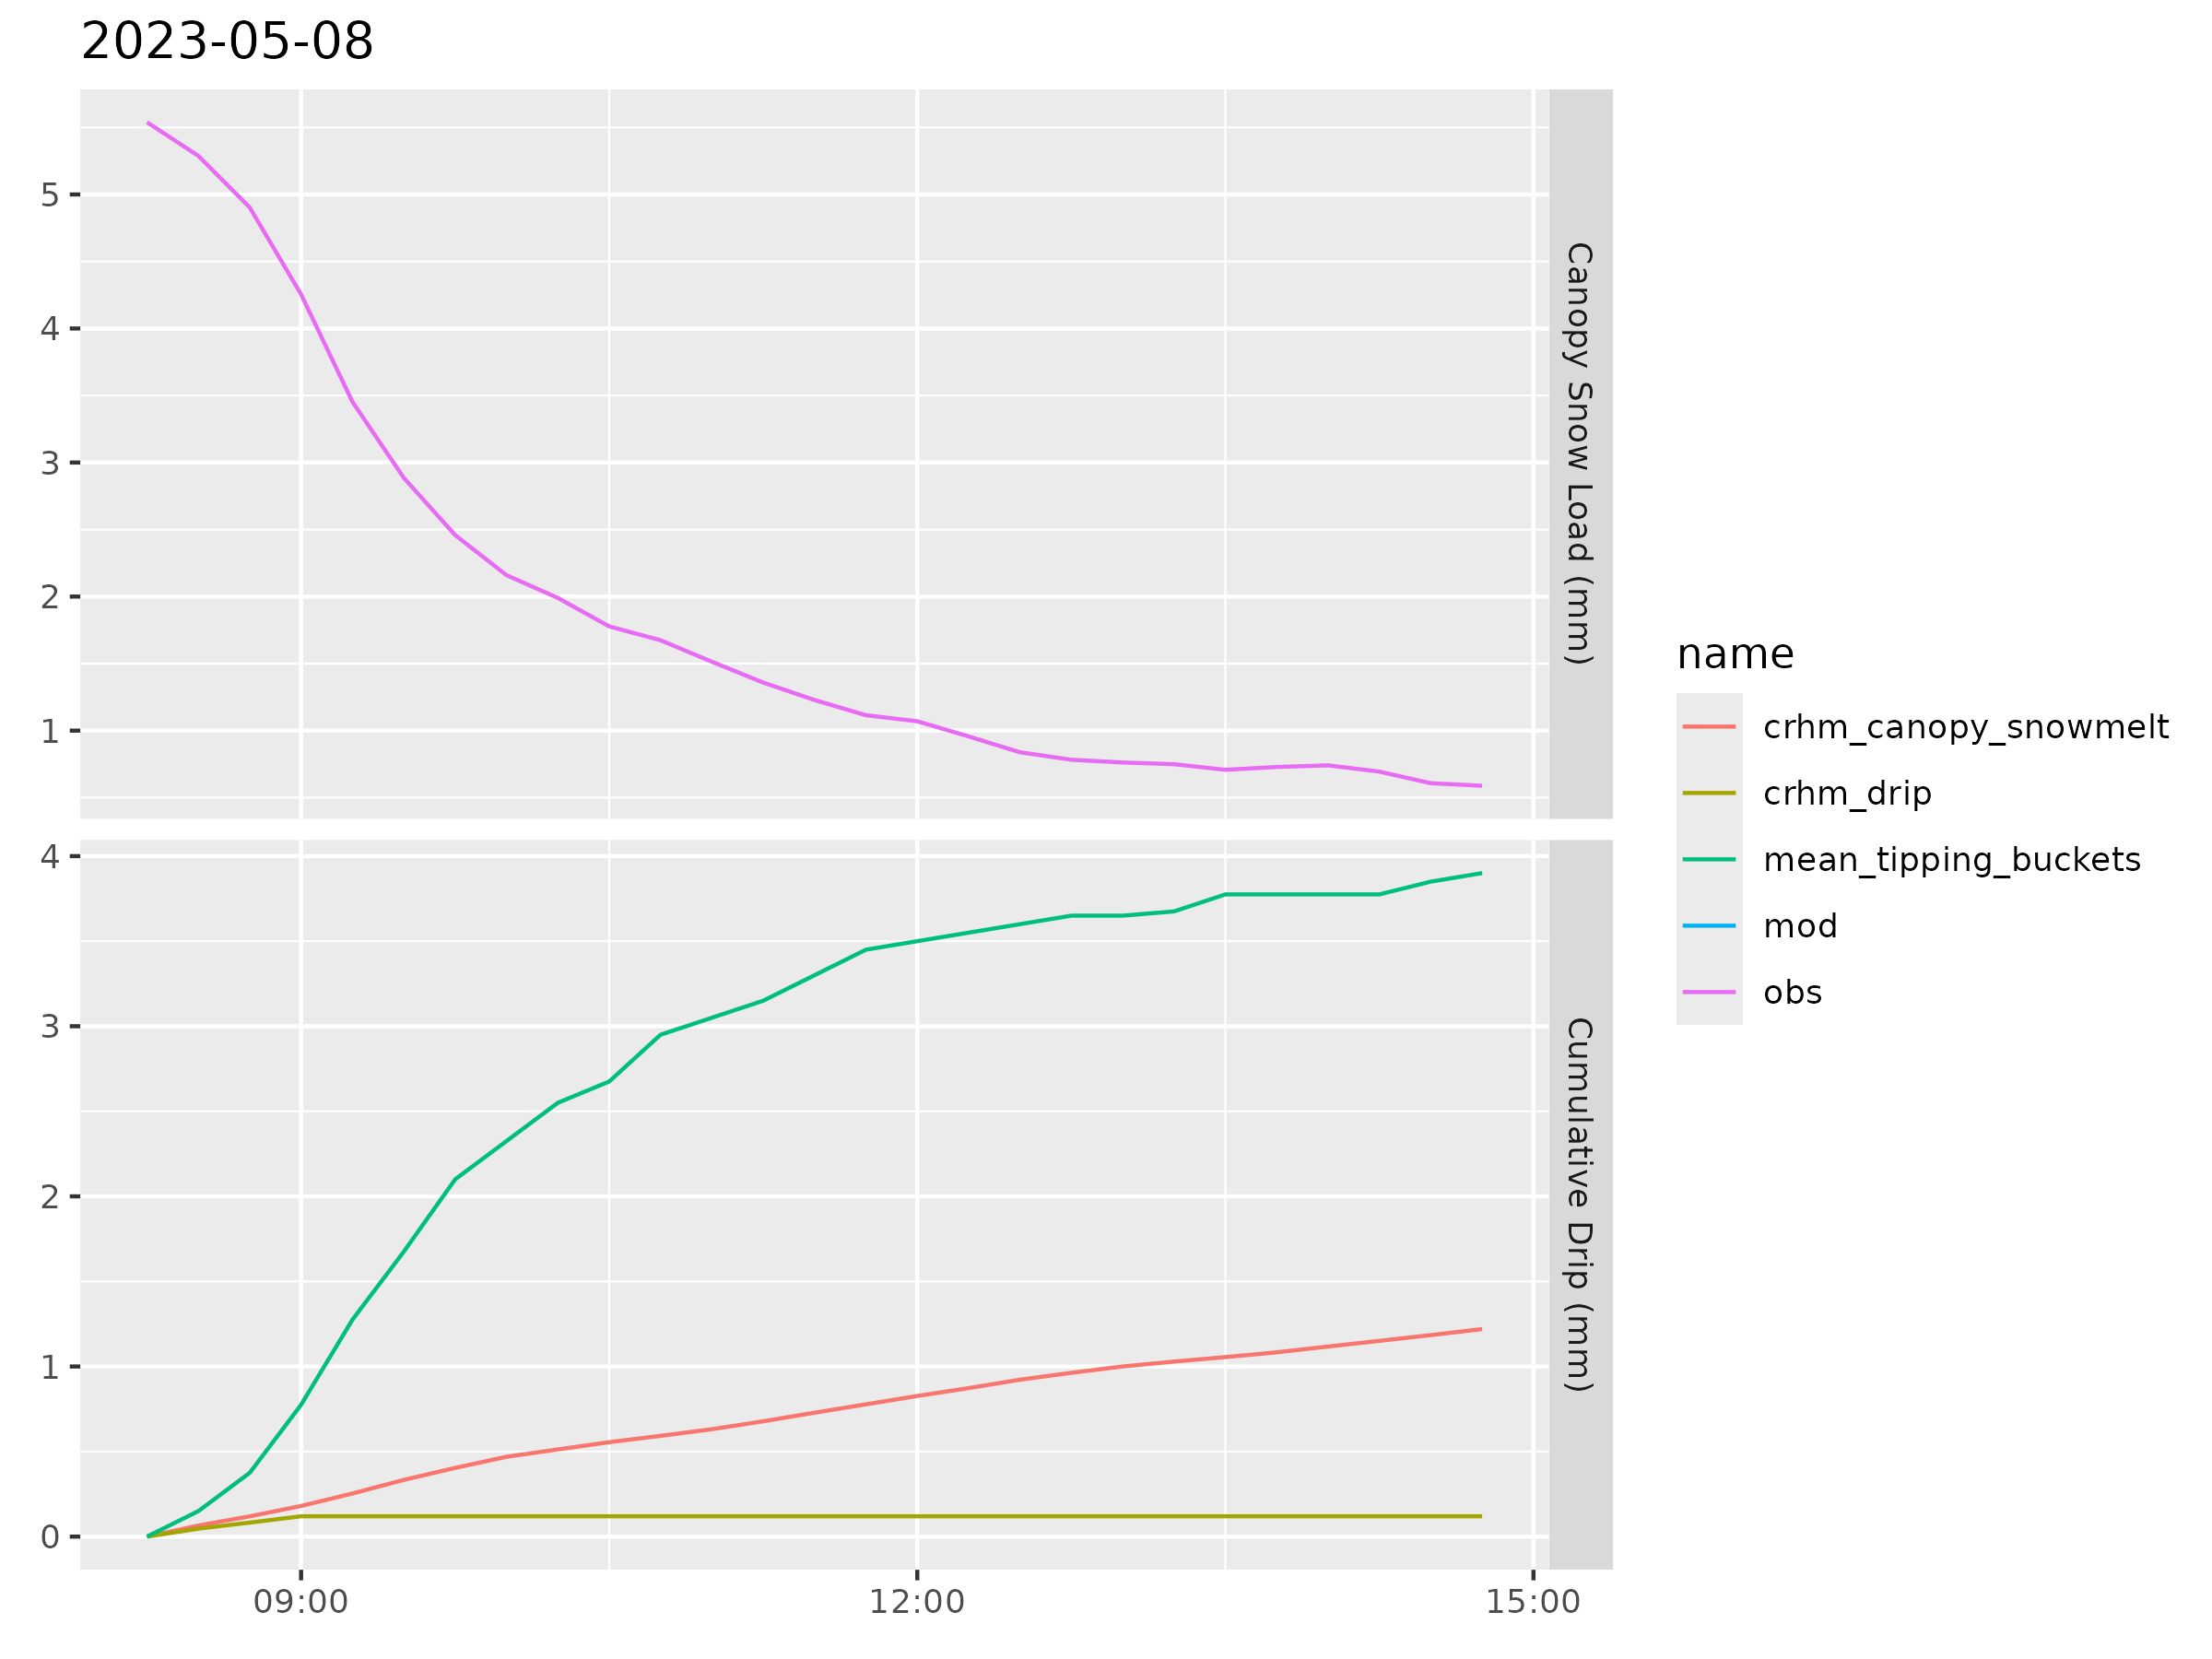 2023-05-08
5
4
3
2
1
Canopy Snow Load (mm)
4
3
2
1
0
Cumulative Drip (mm)
09:00 12:00 15:00
name
crhm_canopy_snowmelt
crhm_drip
mean_tipping_buckets
mod
obs